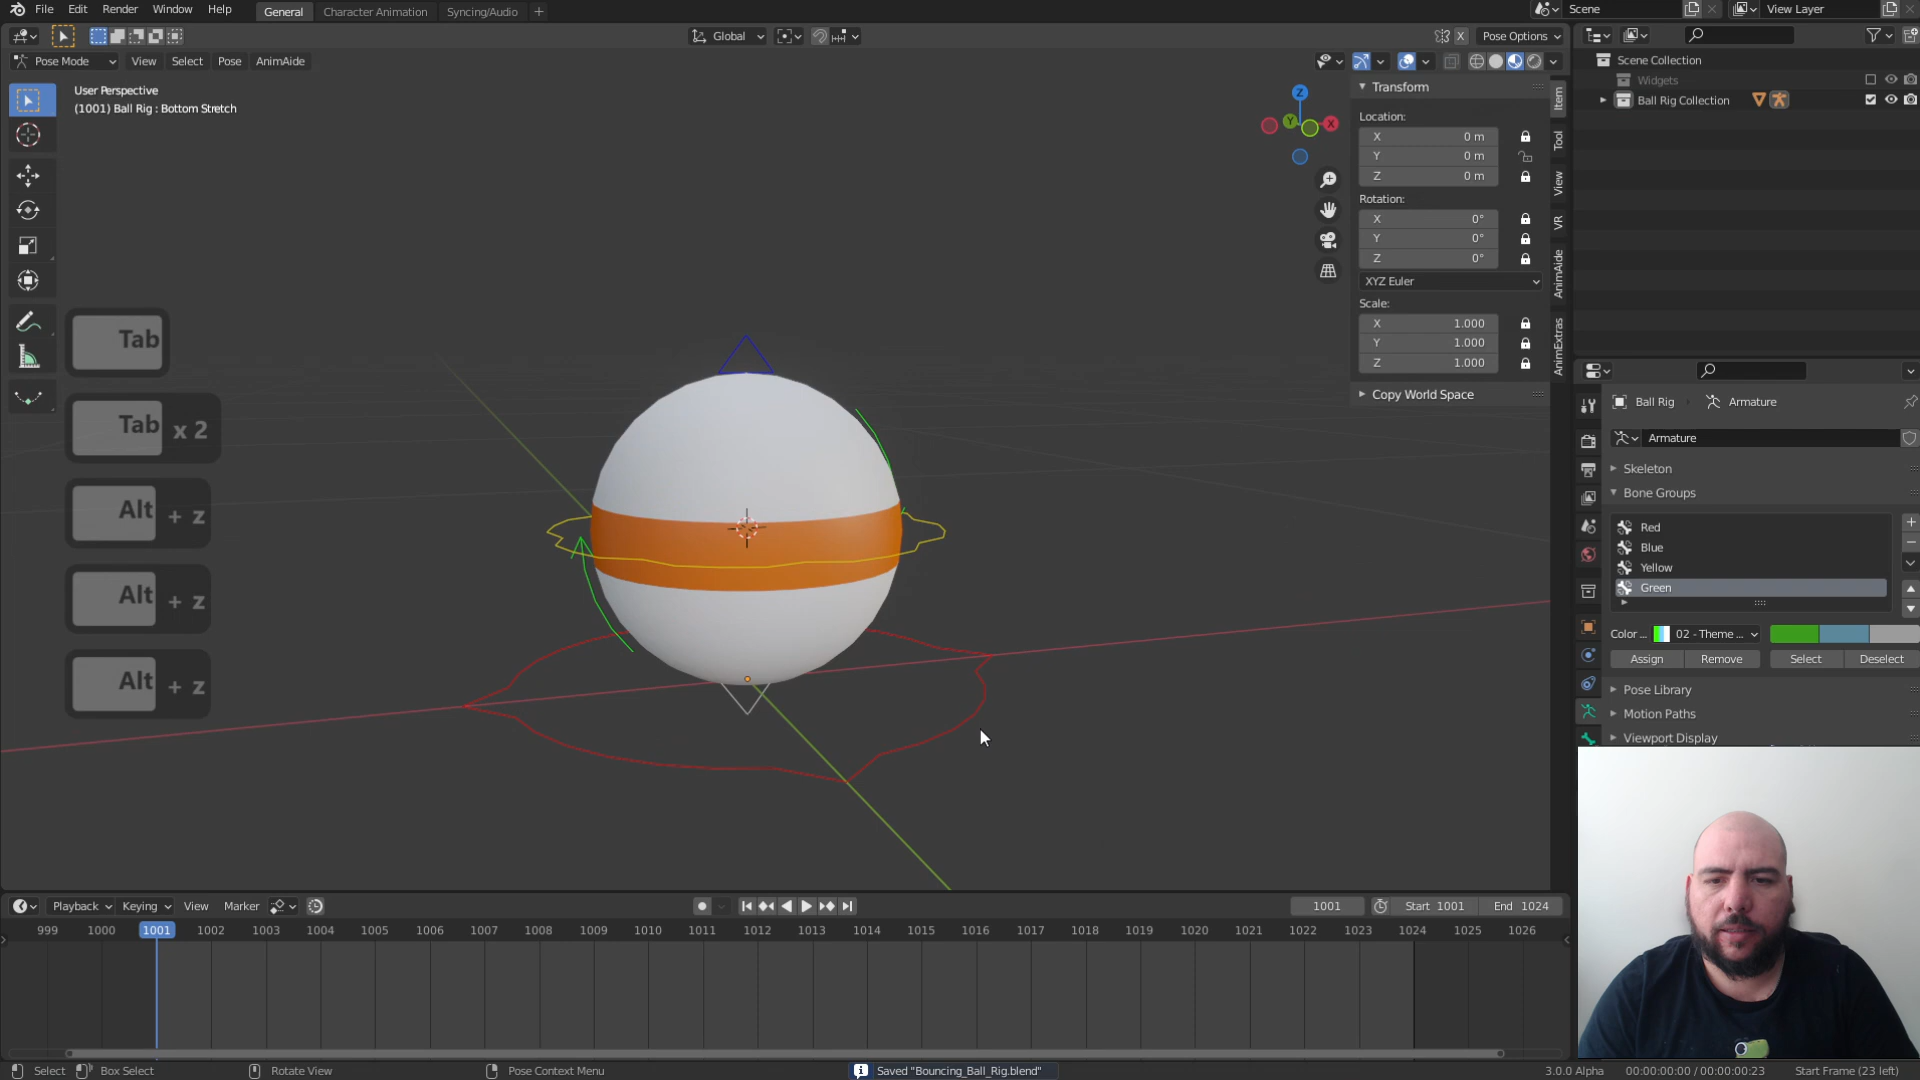 File Edit Render Window Help General Character Animation Syncing/Audio + Scene View Layer
Global Pose Options
Pose Mode View Select Pose AnimAide
User Perspective
(1001) Ball Rig : Bottom Stretch
Z
Y
X
Tab
Tab x 2
Alt + z
Alt + z
Alt + z
Transform
Location:
X 0 m
Y 0 m
Z 0 m
Rotation:
X 0°
Y 0°
Z 0°
XYZ Euler
Scale:
X 1.000
Y 1.000
Z 1.000
Copy World Space
Item
Tool
View
VR
AnimAide
AnimExtras
Scene Collection
Widgets
Ball Rig Collection
Ball Rig Armature
Armature
Skeleton
Bone Groups
Red
Blue
Yellow
Green
Color ... 02 - Theme ...
Assign Remove Select Deselect
Pose Library
Motion Paths
Viewport Display
Playback Keying View Marker 1001 Start 1001 End 1024
999 1000 1001 1002 1003 1004 1005 1006 1007 1008 1009 1010 1011 1012 1013 1014 1015 1016 1017 1018 1019 1020 1021 1022 1023 1024 1025 1026
Select Box Select Rotate View Pose Context Menu Saved "Bouncing_Ball_Rig.blend" 3.0.0 Alpha 00:00:00:00 / 00:00:00:23 Start Frame (23 left)